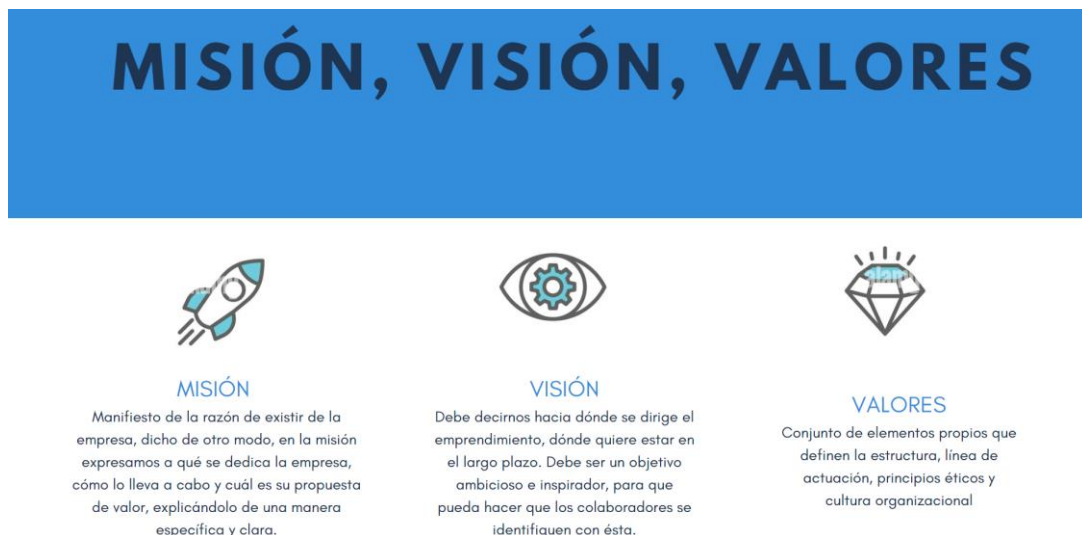 MISIÓN, VISIÓN, VALORES
MISIÓN
Manifiesto de la razón de existir de la
empresa, dicho de otro modo, en la misión
expresamos a qué se dedica la empresa,
cómo lo lleva a cabo y cuál es su propuesta
de valor, explicándolo de una manera
específica y clara.
VISIÓN
Debe decirnos hacia dónde se dirige el
emprendimiento, dónde quiere estar en
el largo plazo. Debe ser un objetivo
ambicioso e inspirador, para que
pueda hacer que los colaboradores se
identifiquen con ésta.
alamy
VALORES
Conjunto de elementos propios que
definen la estructura, línea de
actuación, principios éticos y
cultura organizacional